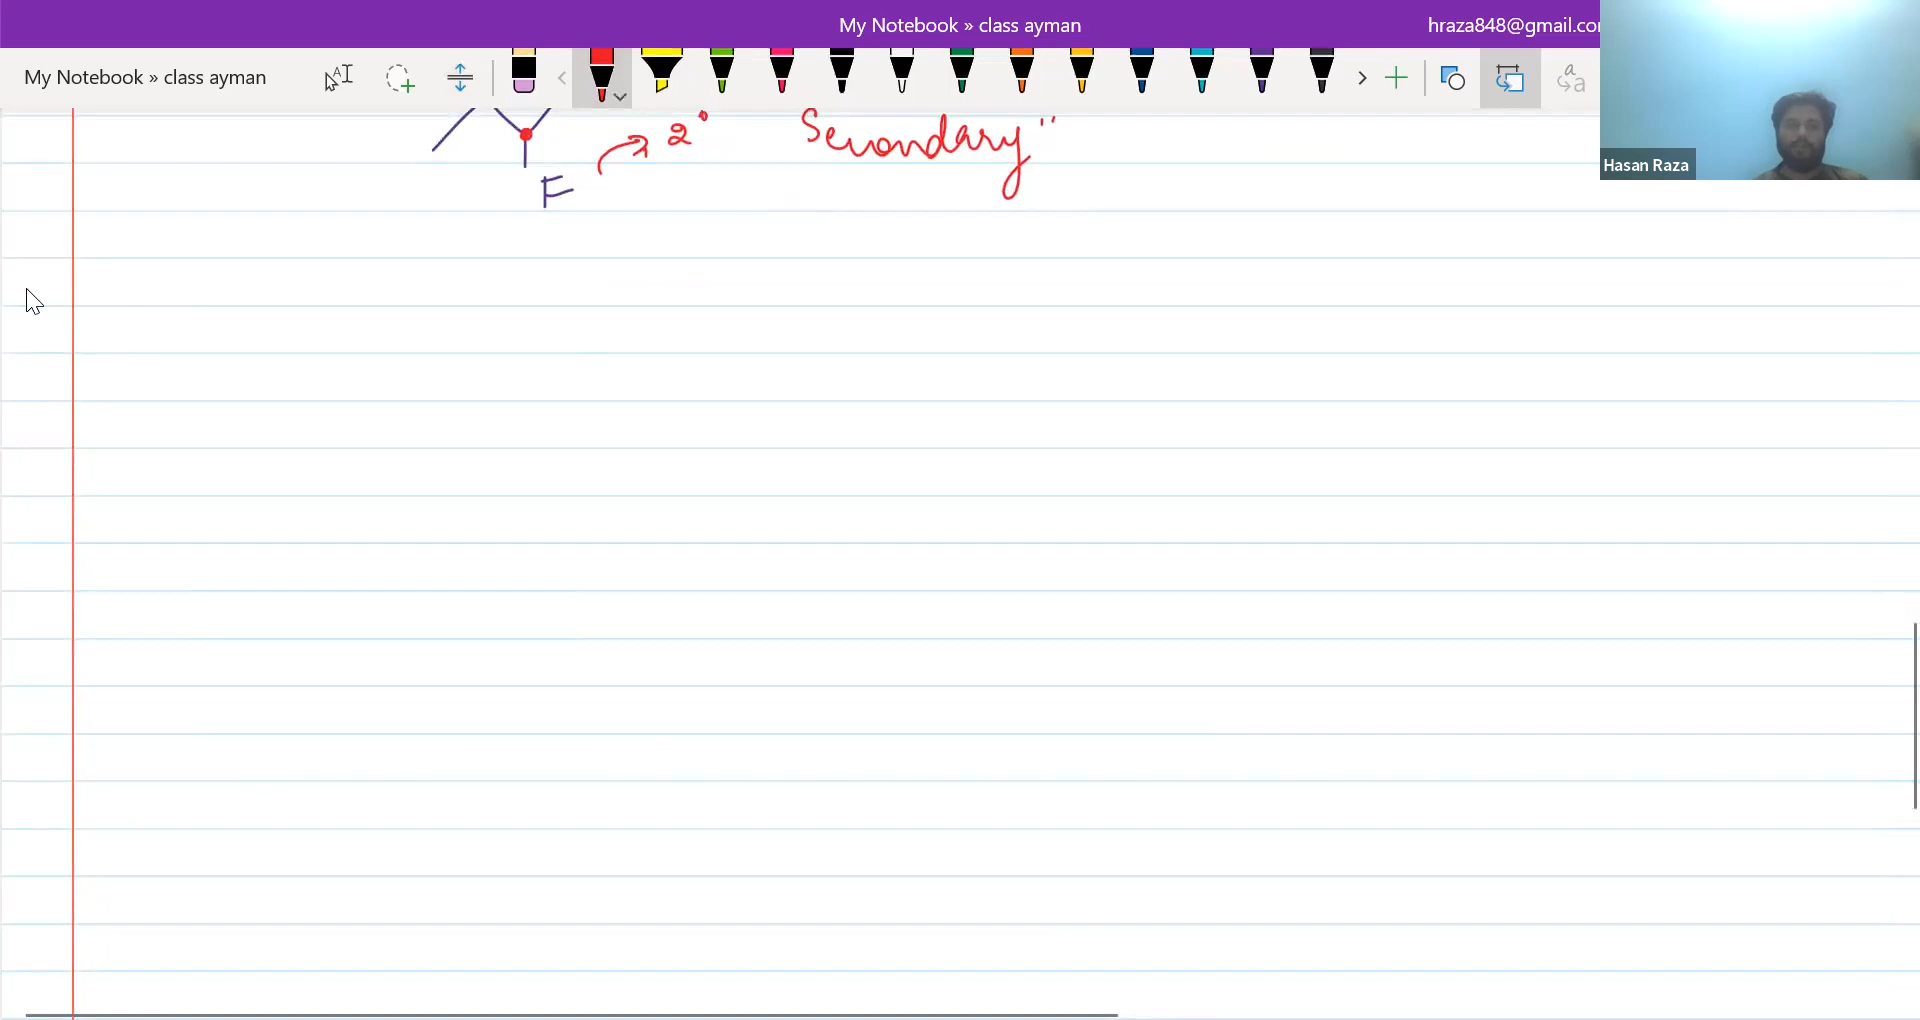 My Notebook » class ayman
hraza848@gmail.co
My Notebook » class ayman
Hasan Raza
2° Secondary"
F